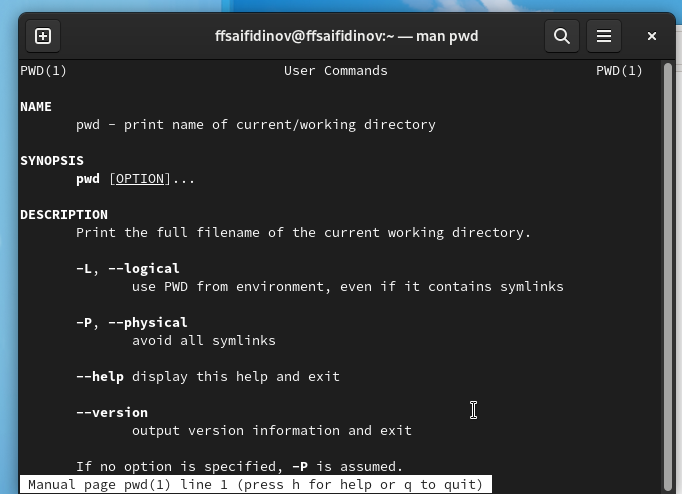 ffsaifidinov@ffsaifidinov:~ — man pwd
PWD(1) User Commands PWD(1)
NAME
pwd - print name of current/working directory
SYNOPSIS
pwd [OPTION]...
DESCRIPTION
Print the full filename of the current working directory.
-L, --logical
use PWD from environment, even if it contains symlinks
-P, --physical
avoid all symlinks
--help display this help and exit
--version
output version information and exit
If no option is specified, -P is assumed.
Manual page pwd(1) line 1 (press h for help or q to quit)